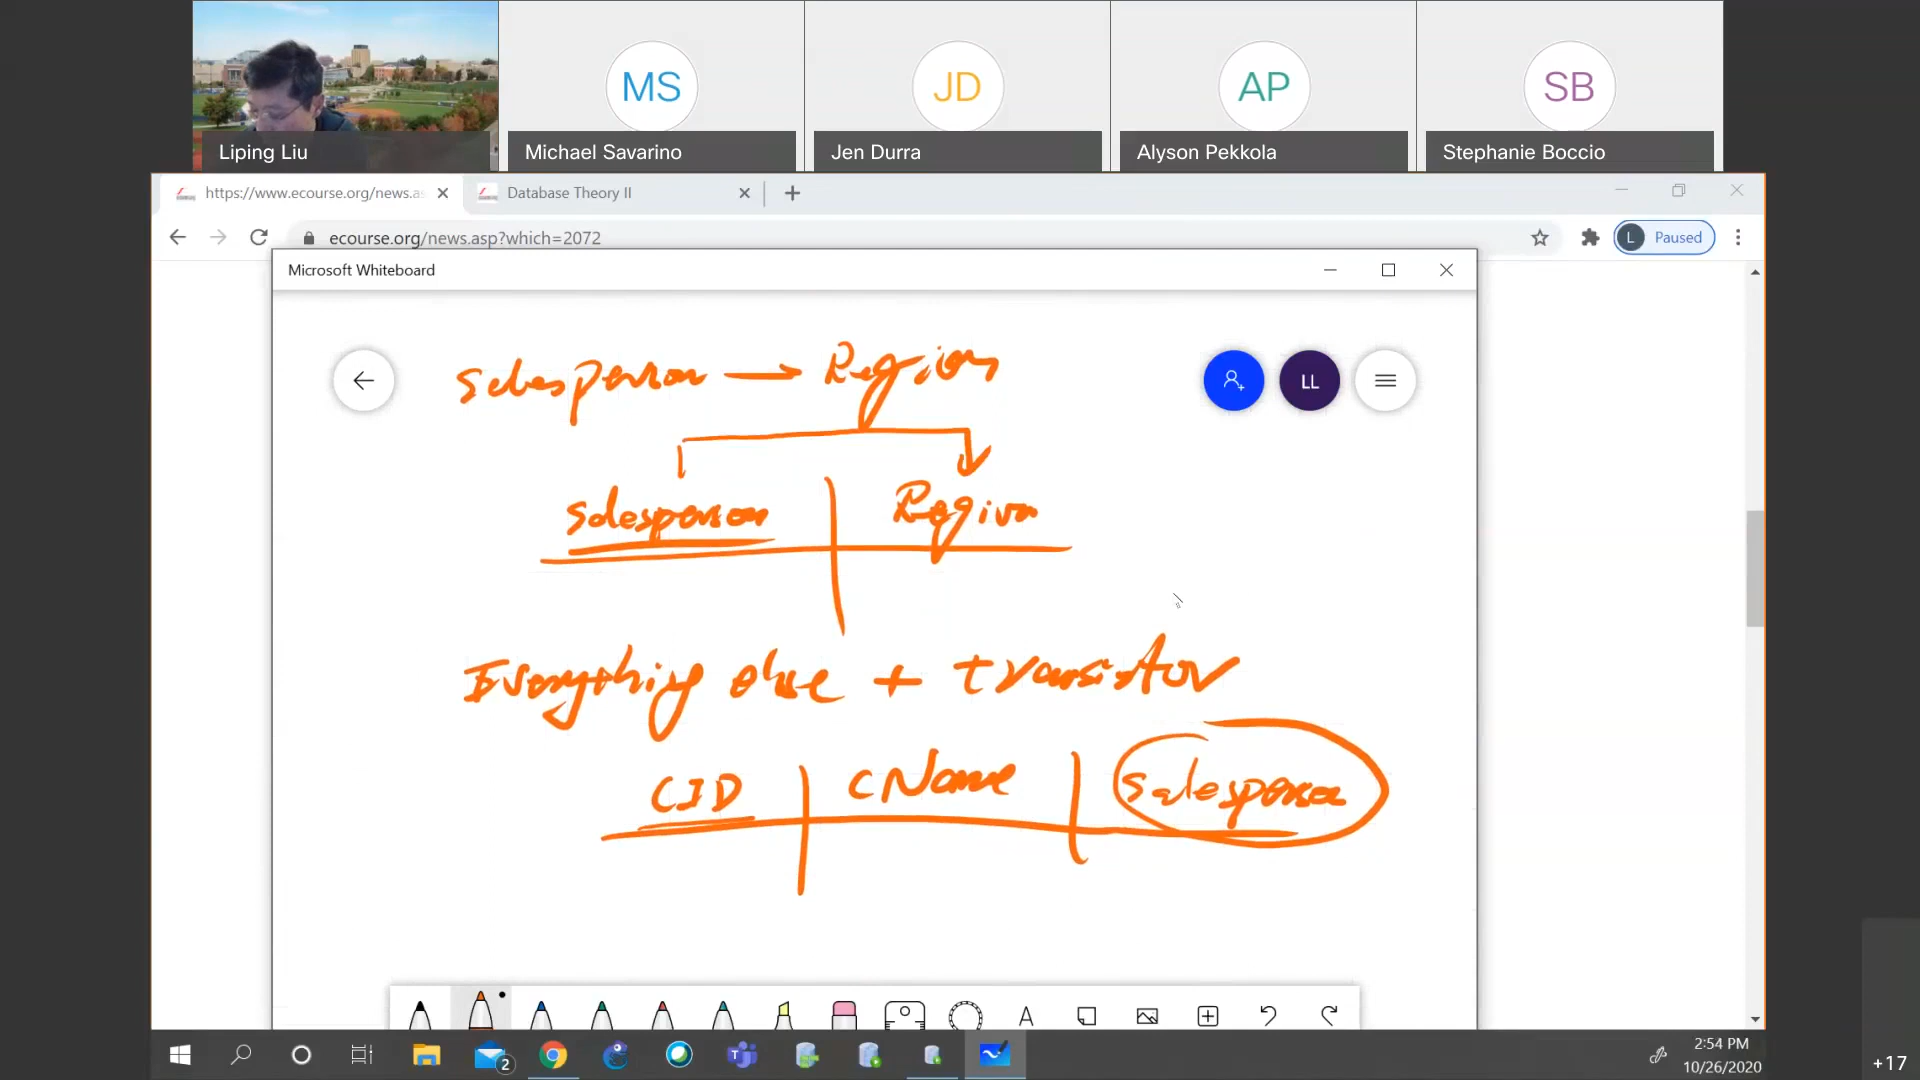 MS JD AP SB
Liping Liu Michael Savarino Jen Durra Alyson Pekkola Stephanie Boccio
https://www.ecourse.org/news.as Database Theory II
ecourse.org/news.asp?which=2072 L Paused
Microsoft Whiteboard
Salesperson → Region
LL
Salesperson Region
Everything else + transistor
CID CName Salesperson
A
2
2:54 PM
10/26/2020
+17